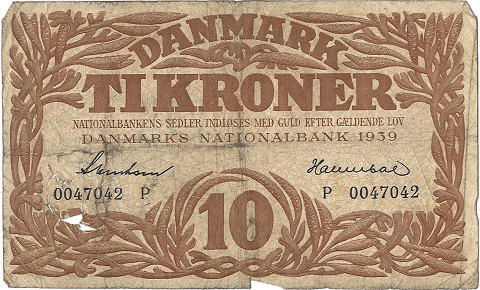 DANMARK
TI KRONER
NATIONALBANKENS SEDLER INDLØSES MED GULD EFTER GÆLDENDE LOV
DANMARKS NATIONALBANK 1939
0047042 P P 0047042
10